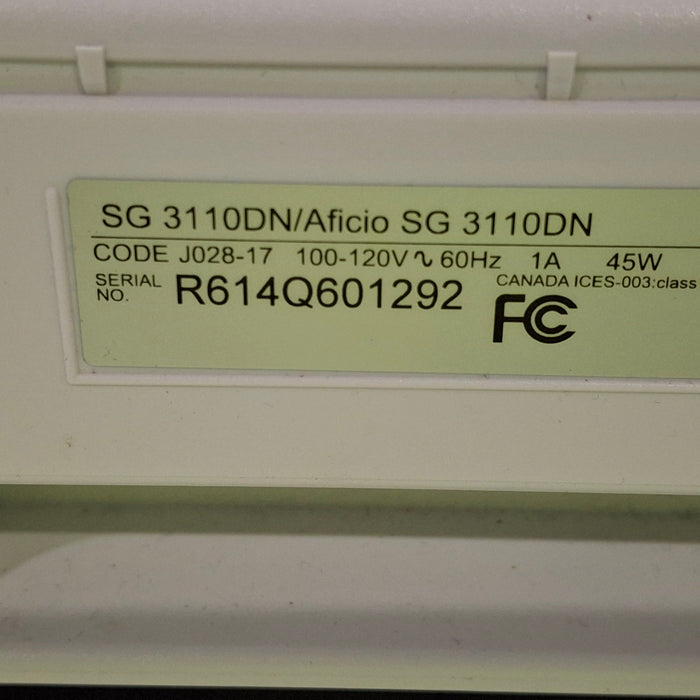 SG 3110DN/Aficio SG 3110DN
CODE J028-17 100-120V∿60Hz 1A 45W
SERIAL NO. R614Q601292
CANADA ICES-003:class
FC